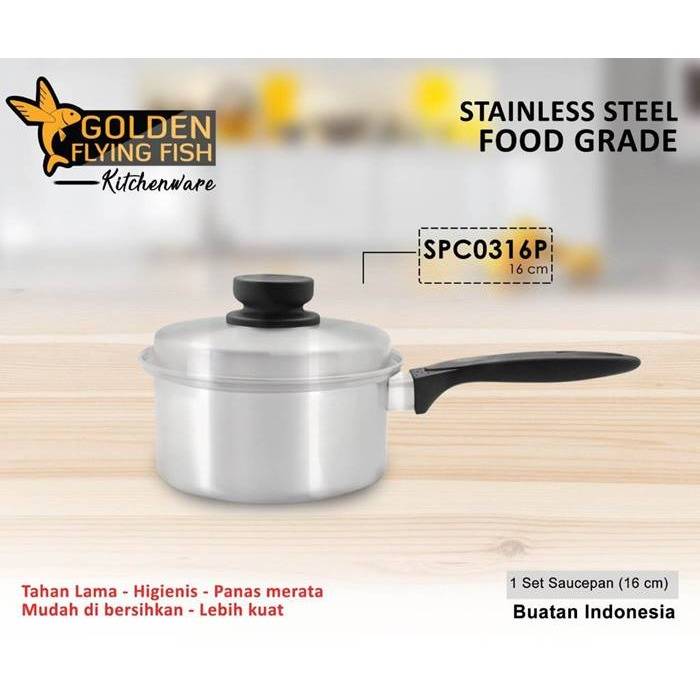 GOLDEN
FLYING FISH
Kitchenware
STAINLESS STEEL
FOOD GRADE
SPC0316P
16 cm
Tahan Lama - Higienis - Panas merata
Mudah di bersihkan - Lebih kuat
1 Set Saucepan (16 cm)
Buatan Indonesia